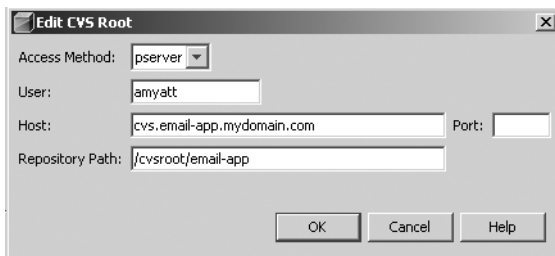 Edit CVS Root
Access Method: pserver
User: amyatt
Host: cvs.email-app.mydomain.com Port:
Repository Path: /cvsroot/email-app
OK Cancel Help